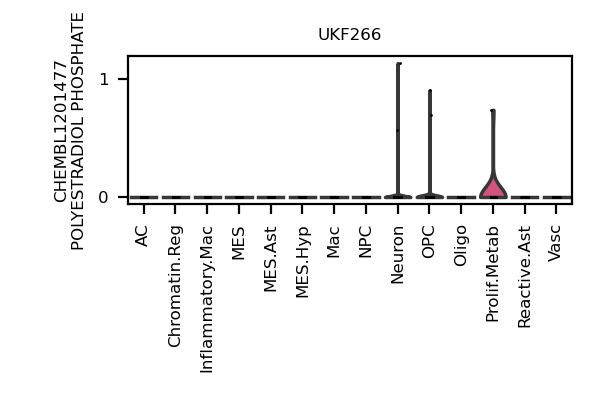 UKF266
CHEMBL1201477
POLYESTRADIOL PHOSPHATE
1
0
AC
Chromatin.Reg
Inflammatory.Mac
MES
MES.Ast
MES.Hyp
Mac
NPC
Neuron
OPC
Oligo
Prolif.Metab
Reactive.Ast
Vasc